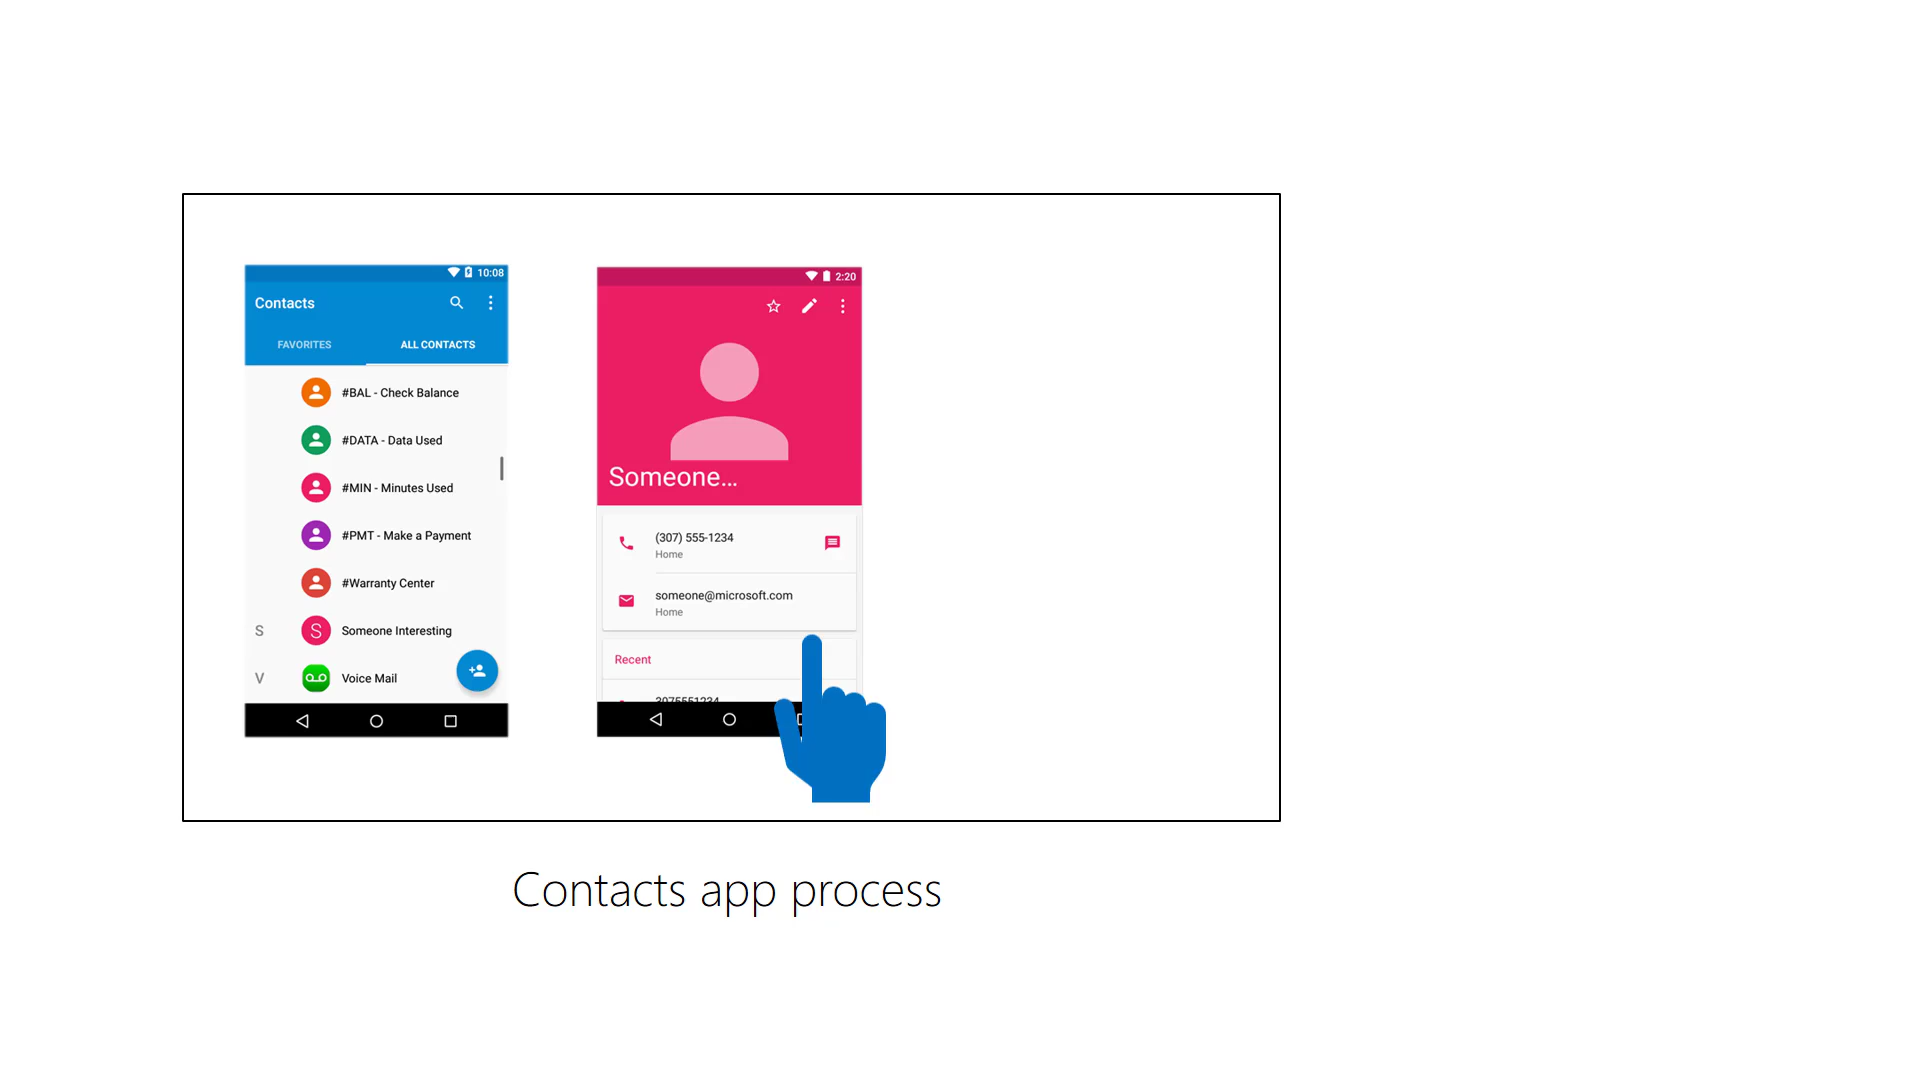 10:08
Contacts
FAVORITES ALL CONTACTS
#BAL - Check Balance
#DATA - Data Used
#MIN - Minutes Used
#PMT - Make a Payment
#Warranty Center
S S Someone Interesting
V Voice Mail
2:20
Someone...
(307) 555-1234
Home
someone@microsoft.com
Home
Recent
3075551234
Contacts app process